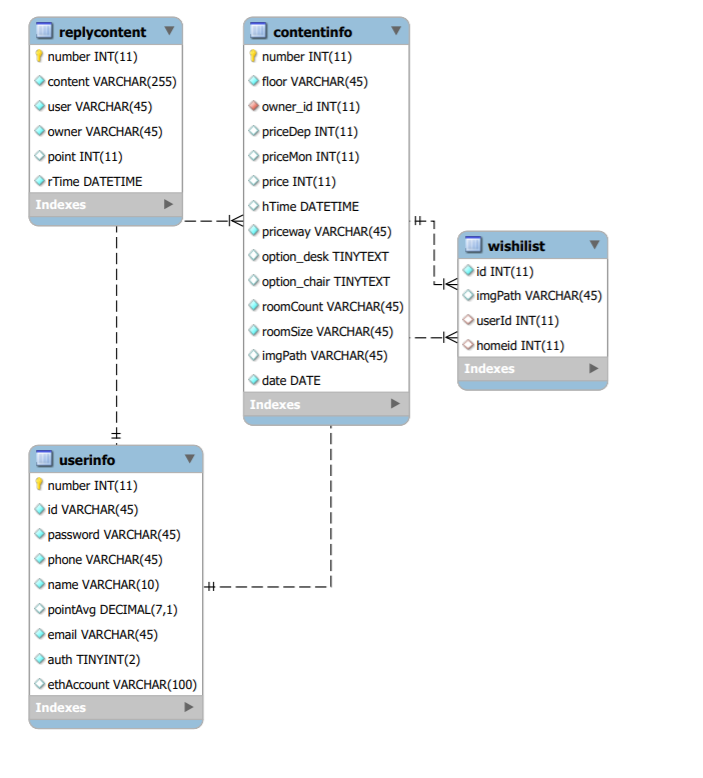 replycontent
number INT(11)
content VARCHAR(255)
user VARCHAR(45)
owner VARCHAR(45)
point INT(11)
rTime DATETIME
Indexes
contentinfo
number INT(11)
floor VARCHAR(45)
owner_id INT(11)
priceDep INT(11)
priceMon INT(11)
price INT(11)
hTime DATETIME
priceway VARCHAR(45)
option_desk TINYTEXT
option_chair TINYTEXT
roomCount VARCHAR(45)
roomSize VARCHAR(45)
imgPath VARCHAR(45)
date DATE
Indexes
wishilist
id INT(11)
imgPath VARCHAR(45)
userId INT(11)
homeid INT(11)
Indexes
userinfo
number INT(11)
id VARCHAR(45)
password VARCHAR(45)
phone VARCHAR(45)
name VARCHAR(10)
pointAvg DECIMAL(7,1)
email VARCHAR(45)
auth TINYINT(2)
ethAccount VARCHAR(100)
Indexes